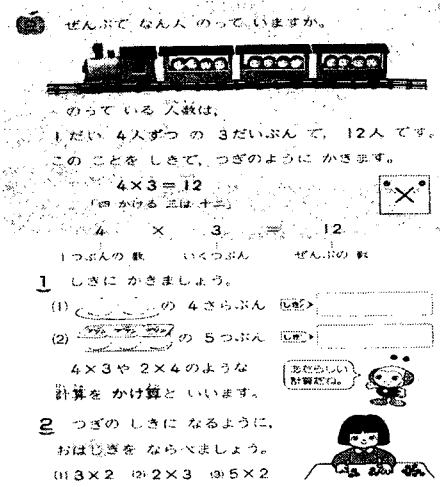 ぜんぶで なん人 のって いますか。
のって いる 人数は、
1だい 4人ずつ の 3だいぶん で、 12人 です。
この ことを しきで、つぎのように かきます。
4×3=12
「四 かける 三は 十二」
×
4 × 3 = 12
1つぶんの 数 いくつぶん ぜんぶの 数
1 しきに かきましょう。
(1) の 4さらぶん しき
(2) の 5つぶん しき
4×3や 2×4のような
計算を かけ算と いいます。
あたらしい
計算だね。
2 つぎの しきに なるように、
おはじきを ならべましょう。
(1) 3×2 (2) 2×3 (3) 5×2